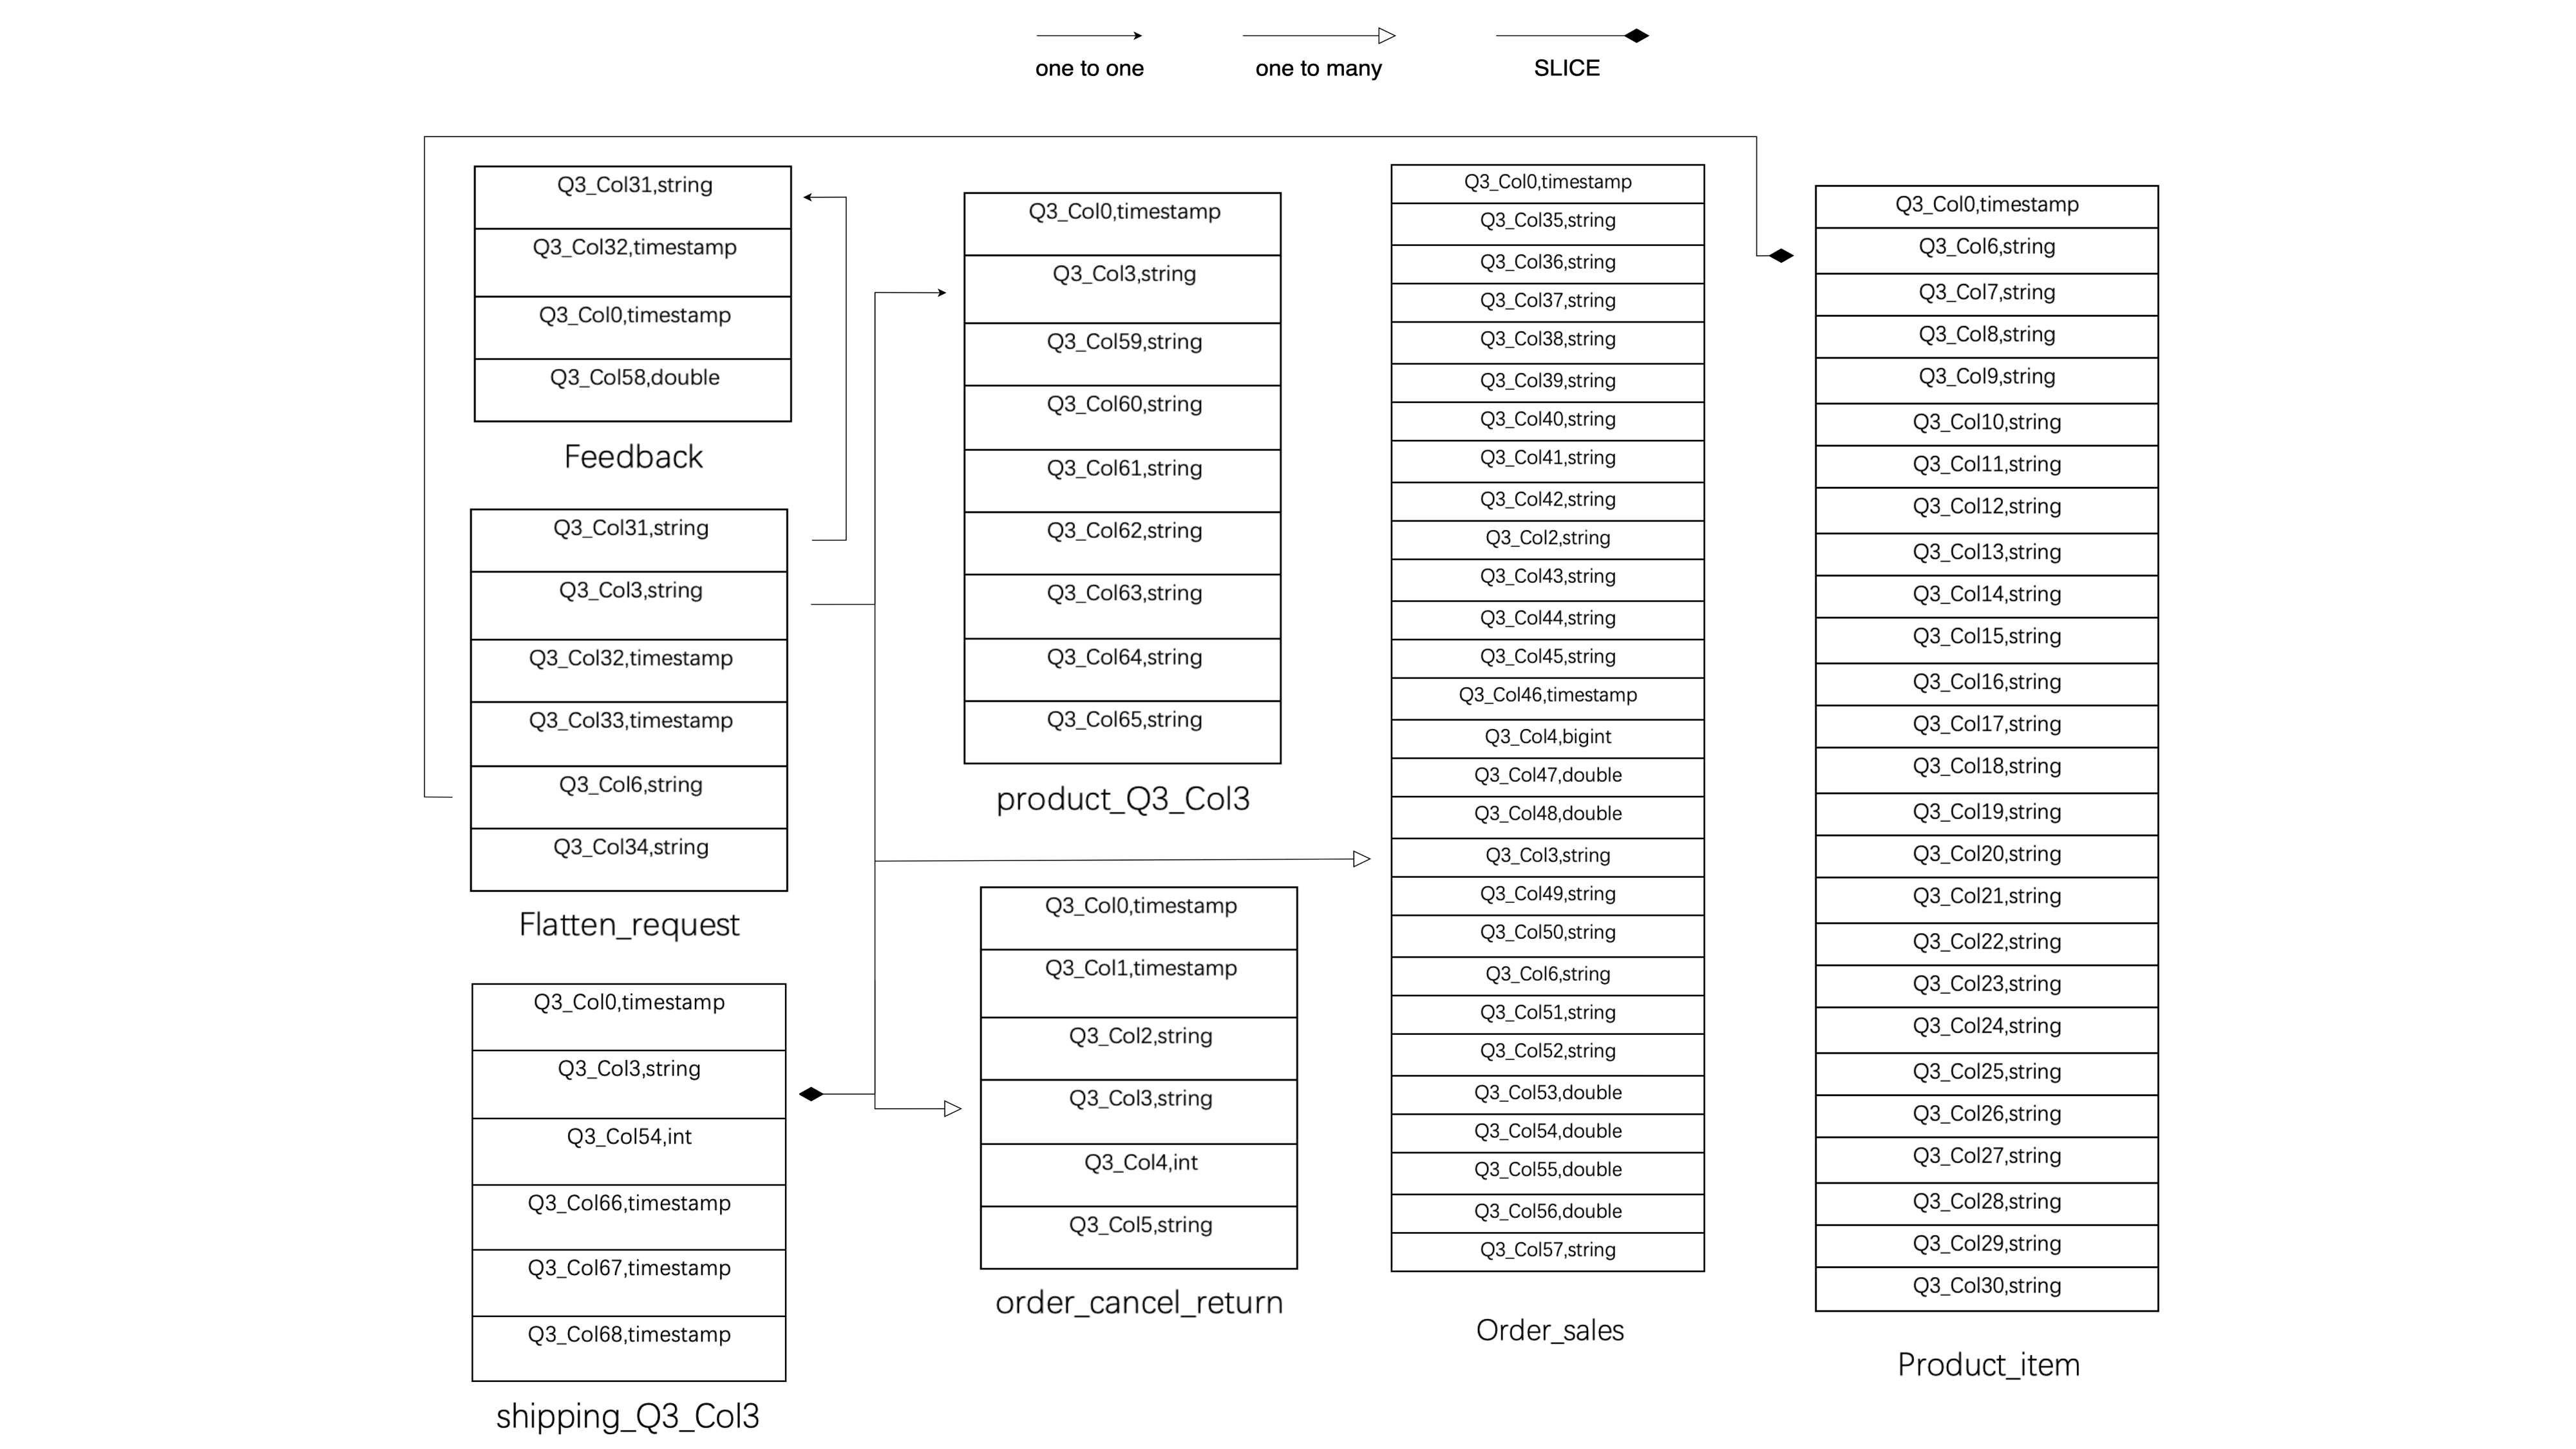 one to one
one to many
SLICE
Q3_Col31,string
Q3_Col32,timestamp
Q3_Col0,timestamp
Q3_Col58,double
Feedback
Q3_Col31,string
Q3_Col3,string
Q3_Col32,timestamp
Q3_Col33,timestamp
Q3_Col6,string
Q3_Col34,string
Flatten_request
Q3_Col0,timestamp
Q3_Col3,string
Q3_Col54,int
Q3_Col66,timestamp
Q3_Col67,timestamp
Q3_Col68,timestamp
shipping_Q3_Col3
Q3_Col0,timestamp
Q3_Col3,string
Q3_Col59,string
Q3_Col60,string
Q3_Col61,string
Q3_Col62,string
Q3_Col63,string
Q3_Col64,string
Q3_Col65,string
product_Q3_Col3
Q3_Col0,timestamp
Q3_Col1,timestamp
Q3_Col2,string
Q3_Col3,string
Q3_Col4,int
Q3_Col5,string
order_cancel_return
Q3_Col0,timestamp
Q3_Col35,string
Q3_Col36,string
Q3_Col37,string
Q3_Col38,string
Q3_Col39,string
Q3_Col40,string
Q3_Col41,string
Q3_Col42,string
Q3_Col2,string
Q3_Col43,string
Q3_Col44,string
Q3_Col45,string
Q3_Col46,timestamp
Q3_Col4,bigint
Q3_Col47,double
Q3_Col48,double
Q3_Col3,string
Q3_Col49,string
Q3_Col50,string
Q3_Col6,string
Q3_Col51,string
Q3_Col52,string
Q3_Col53,double
Q3_Col54,double
Q3_Col55,double
Q3_Col56,double
Q3_Col57,string
Order_sales
Q3_Col0,timestamp
Q3_Col6,string
Q3_Col7,string
Q3_Col8,string
Q3_Col9,string
Q3_Col10,string
Q3_Col11,string
Q3_Col12,string
Q3_Col13,string
Q3_Col14,string
Q3_Col15,string
Q3_Col16,string
Q3_Col17,string
Q3_Col18,string
Q3_Col19,string
Q3_Col20,string
Q3_Col21,string
Q3_Col22,string
Q3_Col23,string
Q3_Col24,string
Q3_Col25,string
Q3_Col26,string
Q3_Col27,string
Q3_Col28,string
Q3_Col29,string
Q3_Col30,string
Product_item